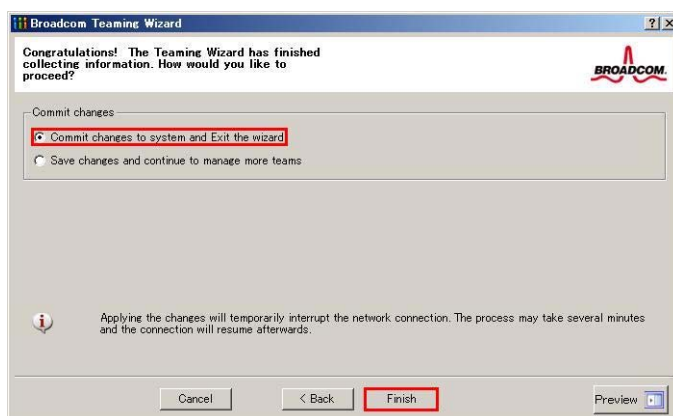 Broadcom Teaming Wizard
Congratulations! The Teaming Wizard has finished
collecting information. How would you like to
proceed?
BROADCOM.
Commit changes
Commit changes to system and Exit the wizard
Save changes and continue to manage more teams
Applying the changes will temporarily interrupt the network connection. The process may take several minutes
and the connection will resume afterwards.
Cancel
< Back
Finish
Preview